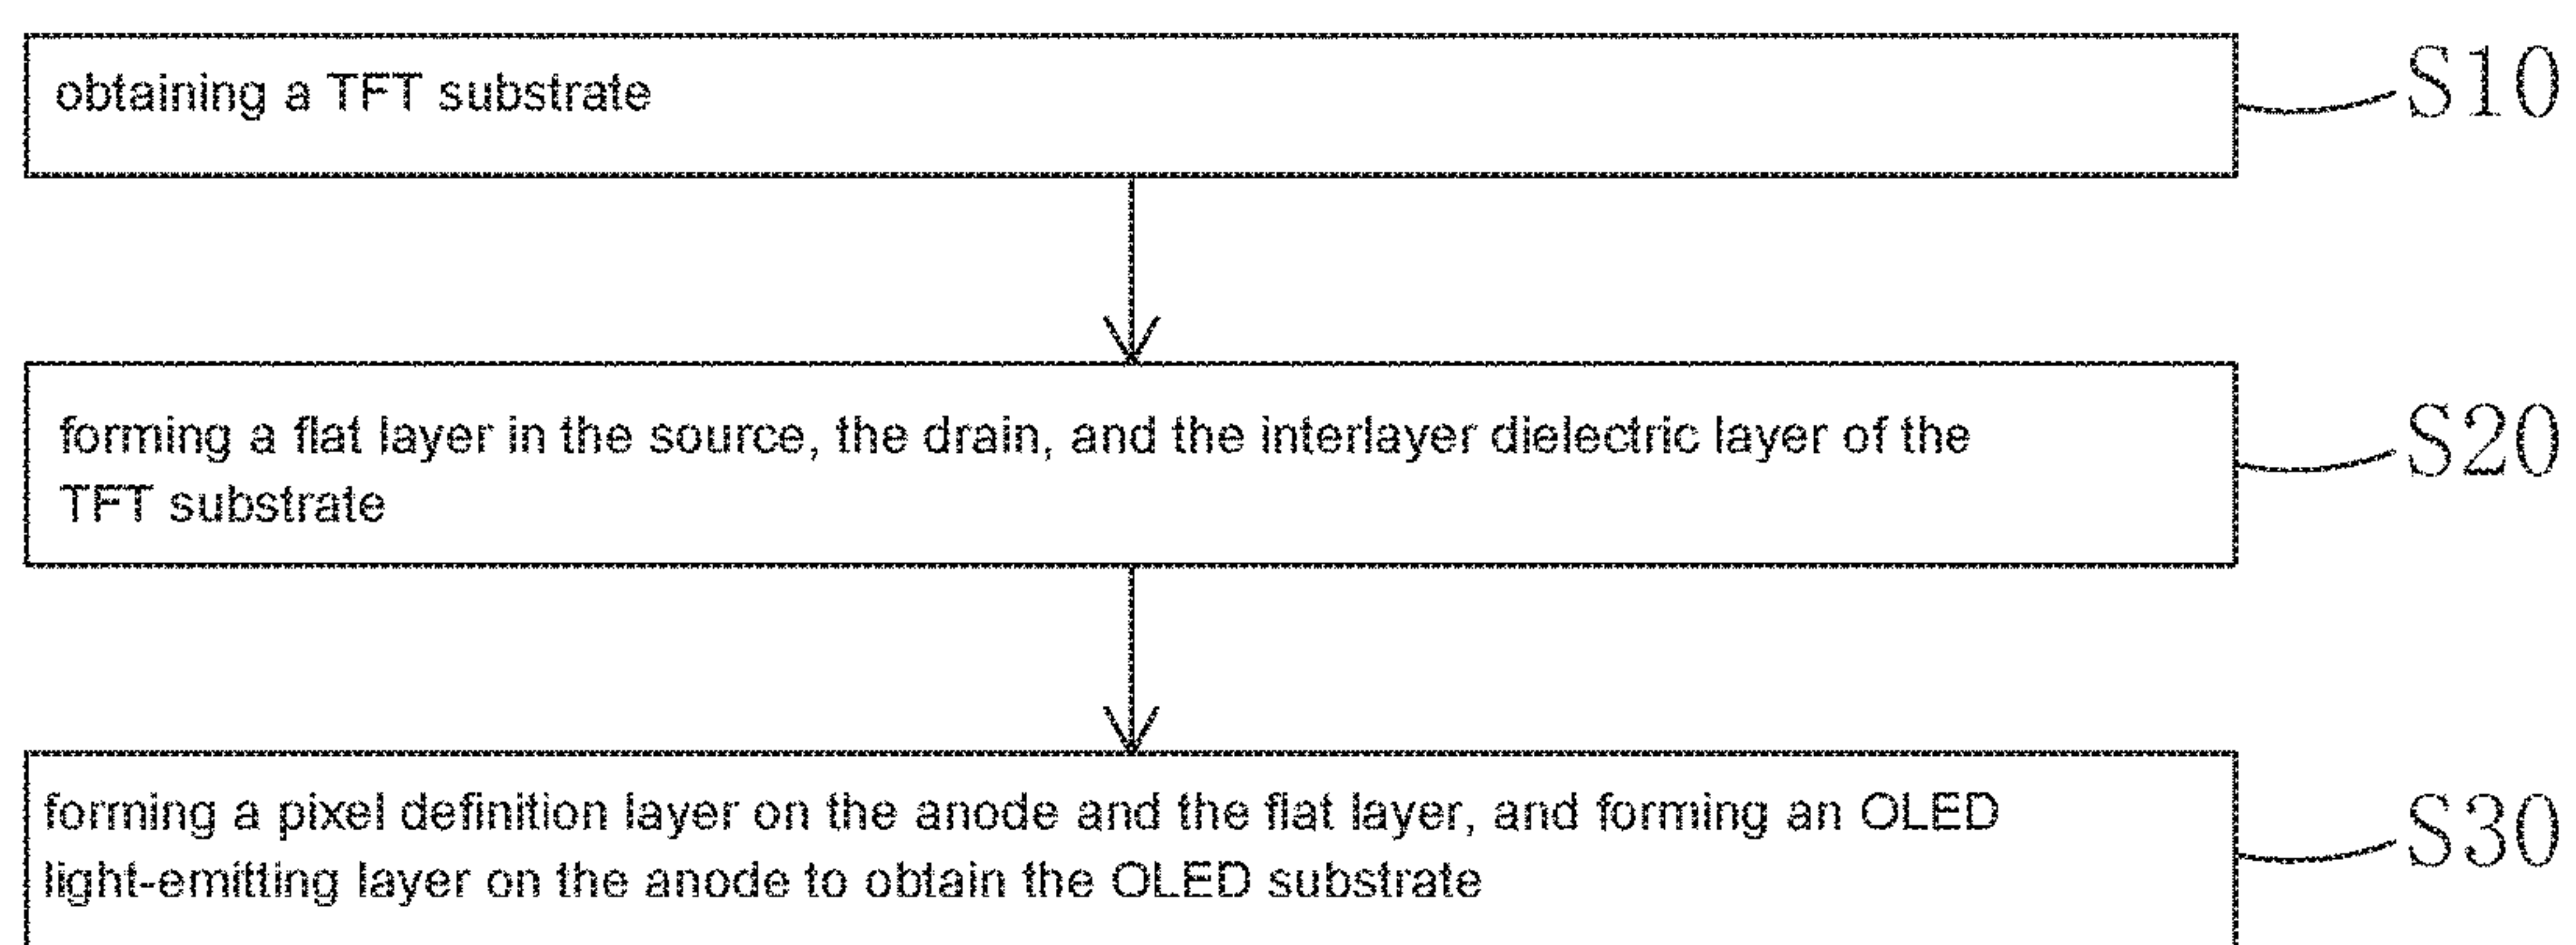 obtaining a TFT substrate
S10
forming a flat layer in the source, the drain, and the interlayer dielectric layer of the
TFT substrate
S20
forming a pixel definition layer on the anode and the flat layer, and forming an OLED
light-emitting layer on the anode to obtain the OLED substrate
S30